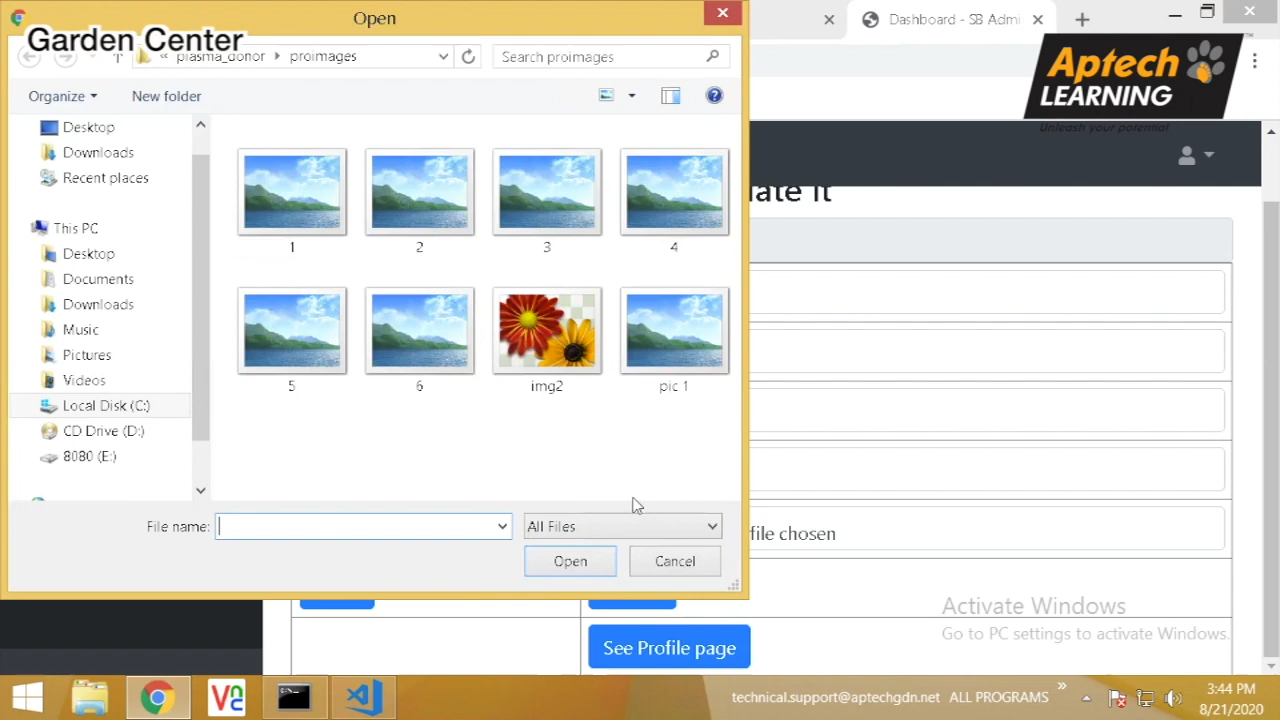 Open
Garden Center
« plasma_donor proimages
Search proimages
Dashboard - SB Admi
Aptech
LEARNING
Unleash your potential
Organize
New folder
Desktop
Downloads
Recent places
This PC
Desktop
Documents
Downloads
Music
Pictures
Videos
Local Disk (C:)
CD Drive (D:)
8080 (E:)
1
2
3
4
5
6
img2
pic 1
File name:
All Files
Open
Cancel
ate It
file chosen
See Profile page
Activate Windows
Go to PC settings to activate Windows.
technical.support@aptechgdn.net ALL PROGRAMS »
3:44 PM
8/21/2020